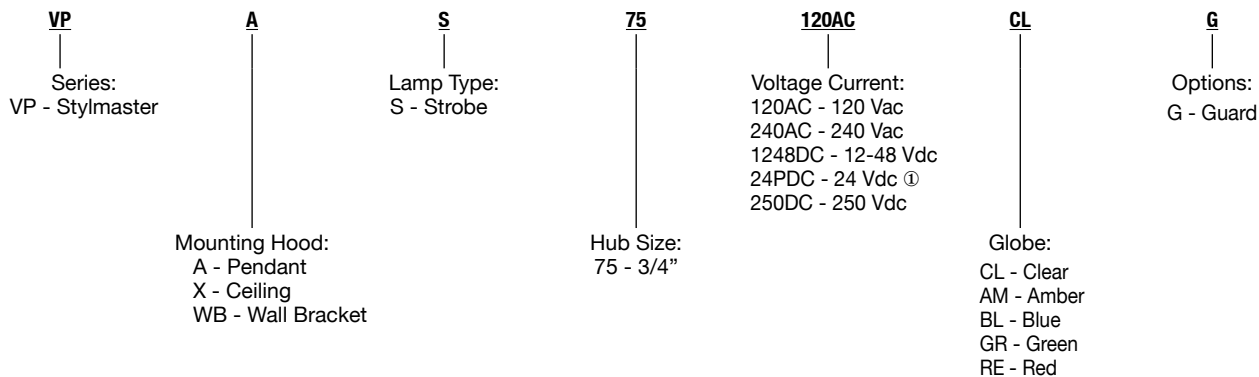 VP A S 75 120AC CL G
Series:
VP - Stylmaster
Lamp Type:
S - Strobe
Voltage Current:
120AC - 120 Vac
240AC - 240 Vac
1248DC - 12-48 Vdc
24PDC - 24 Vdc ①
250DC - 250 Vdc
Options:
G - Guard
Mounting Hood:
A - Pendant
X - Ceiling
WB - Wall Bracket
Hub Size:
75 - 3/4”
Globe:
CL - Clear
AM - Amber
BL - Blue
GR - Green
RE - Red